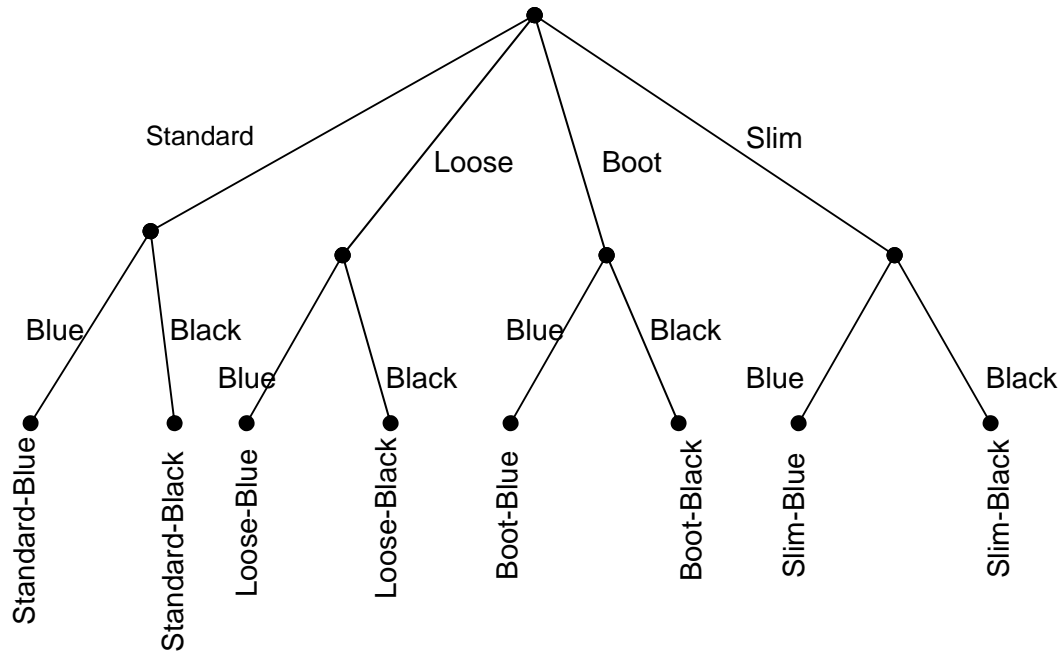 Standard
Loose
Boot
Slim
Blue
Black
Blue
Black
Blue
Black
Blue
Black
Standard-Blue
Standard-Black
Loose-Blue
Loose-Black
Boot-Blue
Boot-Black
Slim-Blue
Slim-Black